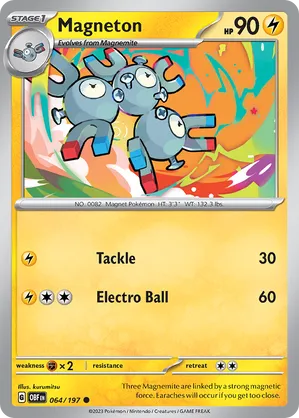 STAGE1 Magneton HP 90
Evolves from Magnemite
NO. 0082 Magnet Pokémon HT: 3'3" WT: 132.3 lbs.
Tackle 30
Electro Ball 60
weakness ×2 resistance retreat
Illus. kurumitsu
G OBF EN 064/197
Three Magnemite are linked by a strong magnetic force. Earaches will occur if you get too close.
©2023 Pokémon / Nintendo / Creatures / GAME FREAK